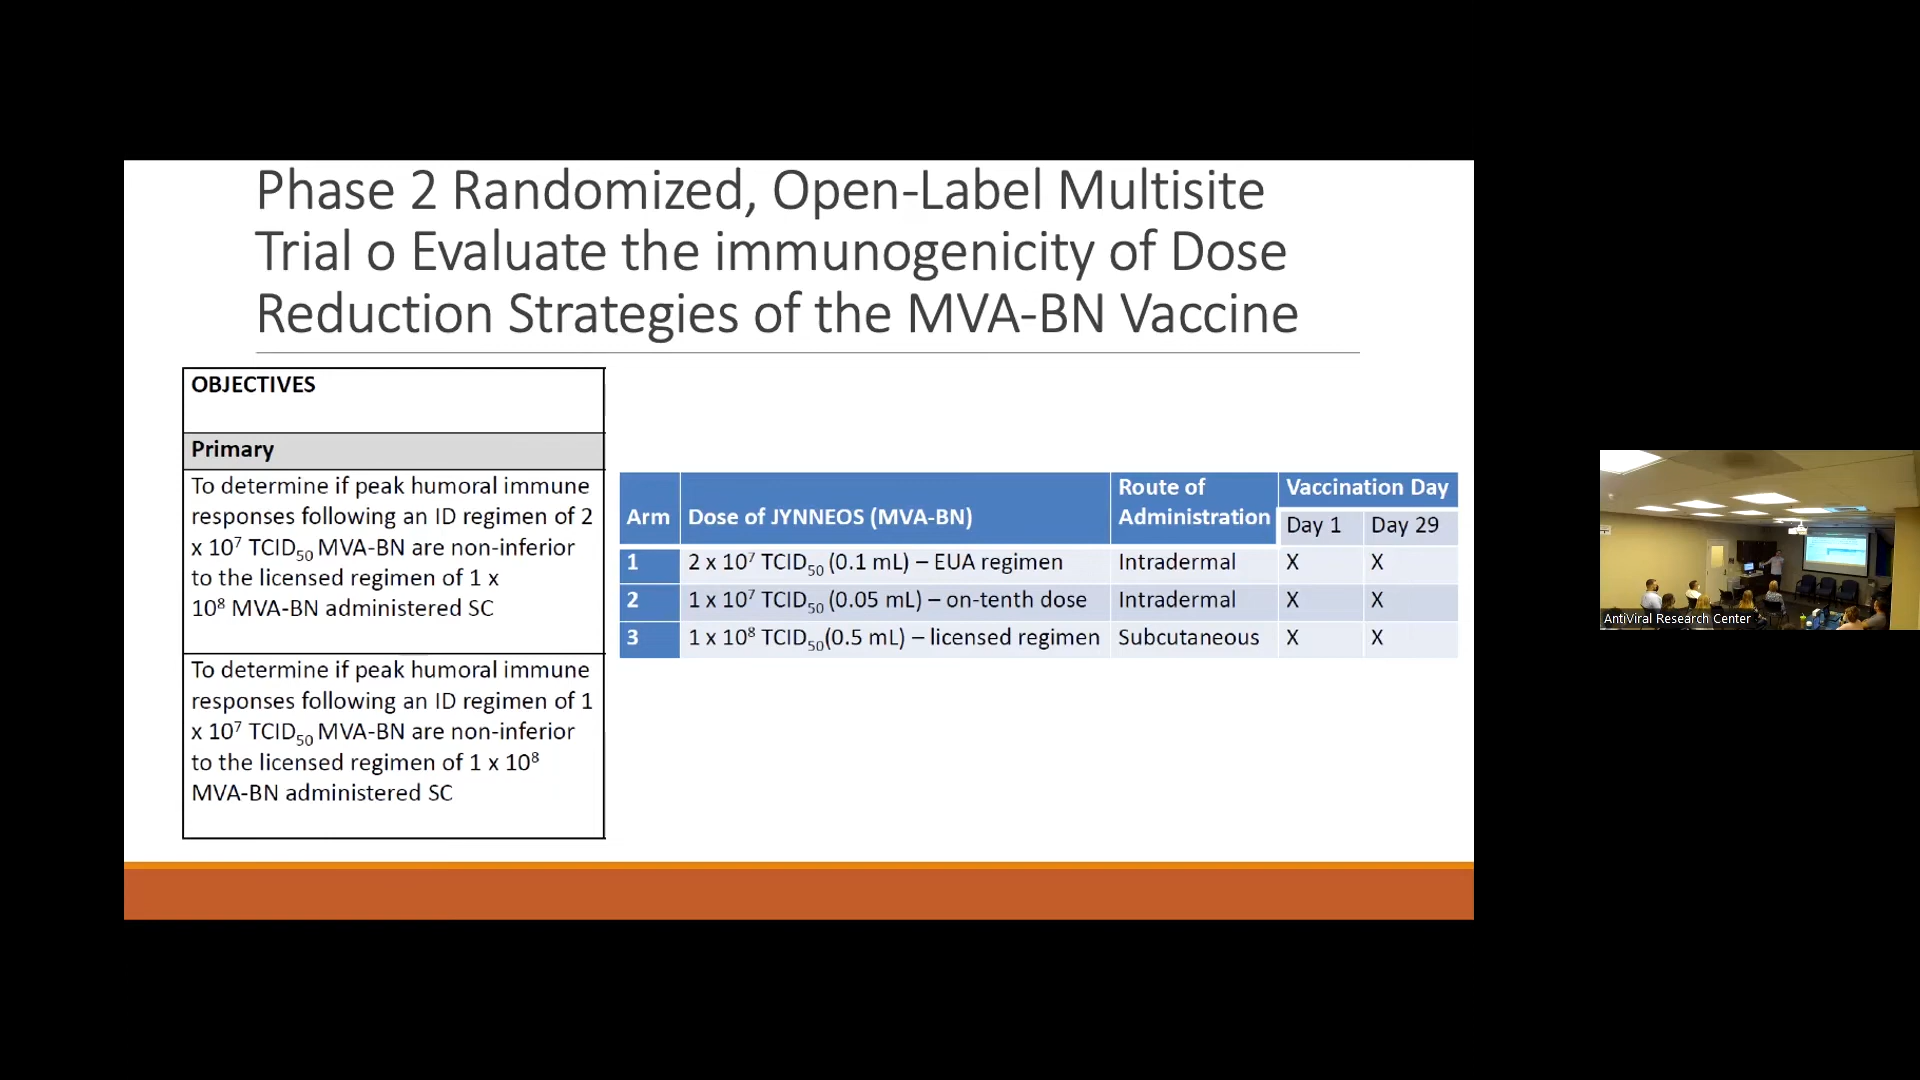 Phase 2 Randomized, Open-Label Multisite
Trial o Evaluate the immunogenicity of Dose
Reduction Strategies of the MVA-BN Vaccine
OBJECTIVES
Primary
To determine if peak humoral immune
responses following an ID regimen of 2
x 10⁷ TCID₅₀ MVA-BN are non-inferior
to the licensed regimen of 1 x
10⁸ MVA-BN administered SC
To determine if peak humoral immune
responses following an ID regimen of 1
x 10⁷ TCID₅₀ MVA-BN are non-inferior
to the licensed regimen of 1 x 10⁸
MVA-BN administered SC
Arm Dose of JYNNEOS (MVA-BN) Route of Administration Vaccination Day
Day 1 Day 29
1 2 x 10⁷ TCID₅₀ (0.1 mL) – EUA regimen Intradermal X X
2 1 x 10⁷ TCID₅₀ (0.05 mL) – on-tenth dose Intradermal X X
3 1 x 10⁸ TCID₅₀(0.5 mL) – licensed regimen Subcutaneous X X
AntiViral Research Center